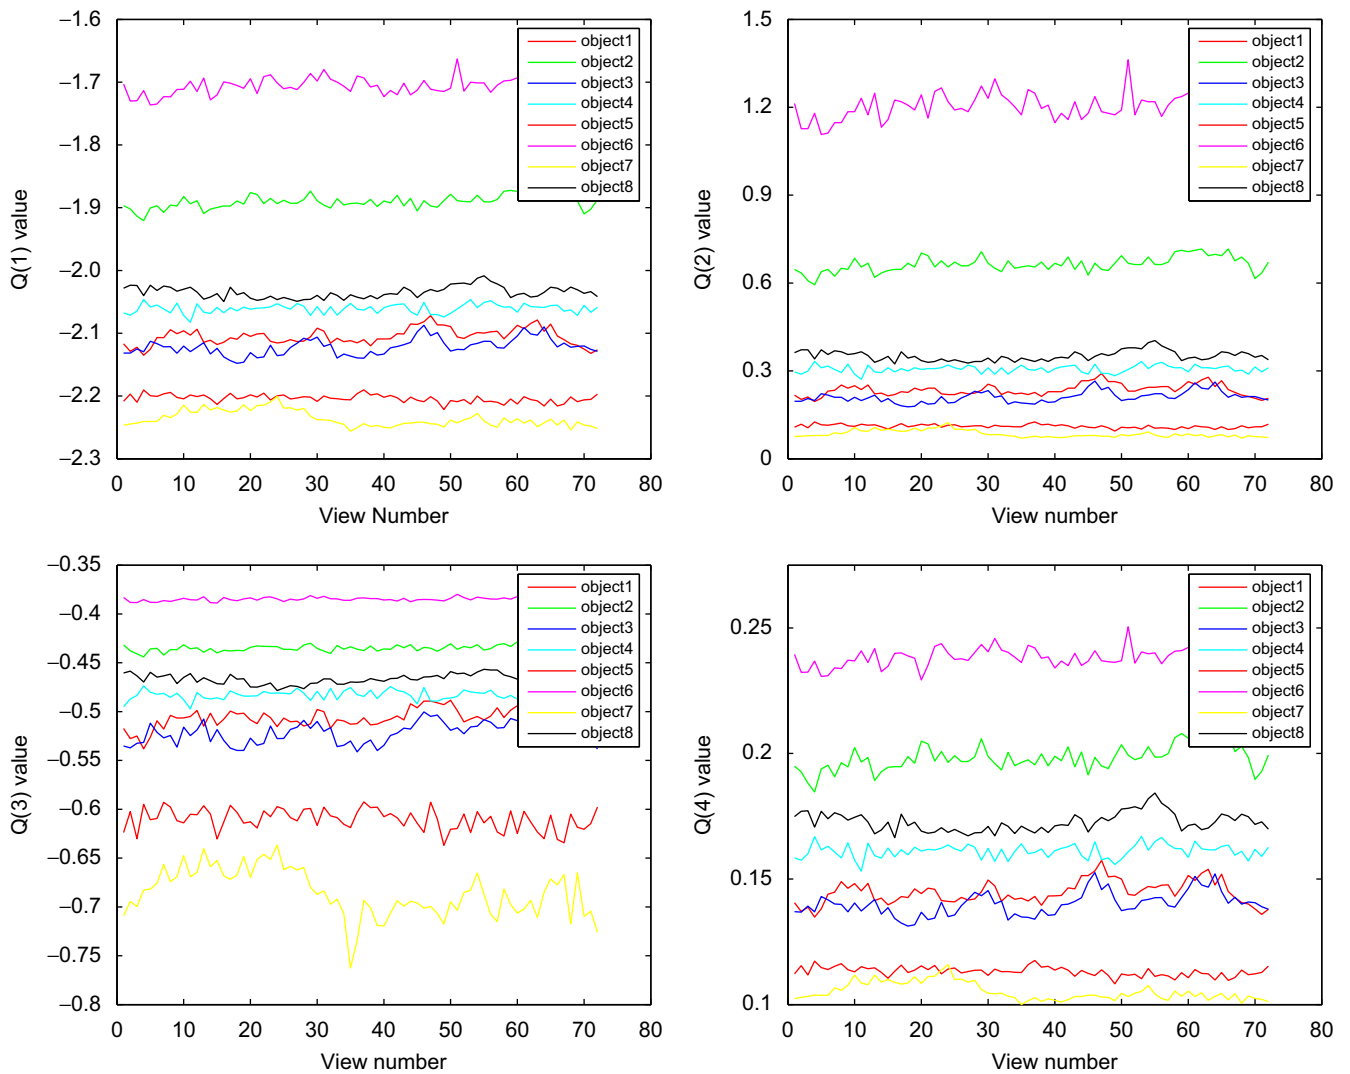 −1.6
−1.7
−1.8
−1.9
−2.0
−2.1
−2.2
−2.3
Q(1) value
0 10 20 30 40 50 60 70 80
View Number
object1
object2
object3
object4
object5
object6
object7
object8
1.5
1.2
0.9
0.6
0.3
0
Q(2) value
0 10 20 30 40 50 60 70 80
View number
object1
object2
object3
object4
object5
object6
object7
object8
−0.35
−0.4
−0.45
−0.5
−0.55
−0.6
−0.65
−0.7
−0.75
−0.8
Q(3) value
0 10 20 30 40 50 60 70 80
View number
object1
object2
object3
object4
object5
object6
object7
object8
0.25
0.2
0.15
0.1
Q(4) value
0 10 20 30 40 50 60 70 80
View number
object1
object2
object3
object4
object5
object6
object7
object8